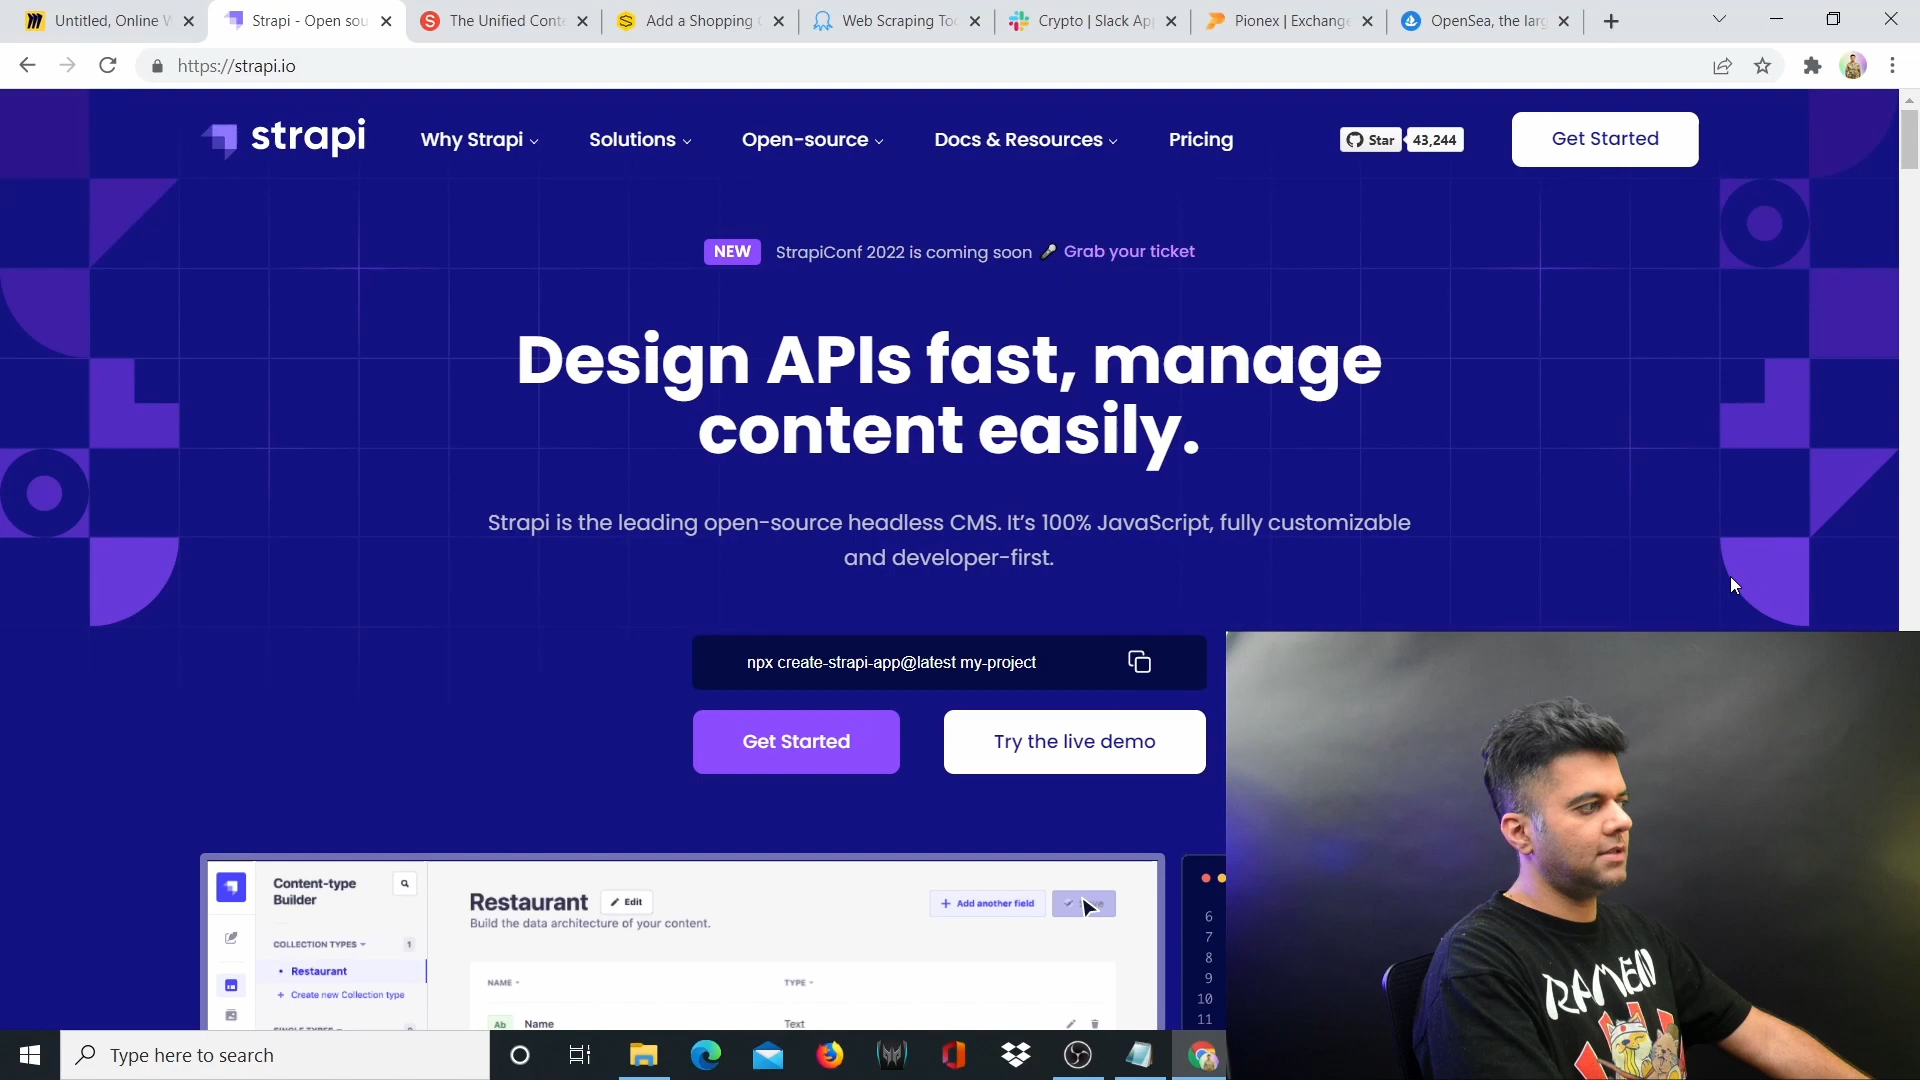 Untitled, Online W
Strapi - Open sou
The Unified Conte
Add a Shopping C
Web Scraping Too
Crypto | Slack Ap
Pionex | Exchange
OpenSea, the larg
https://strapi.io
strapi
Why Strapi
Solutions
Open-source
Docs & Resources
Pricing
Star
43,244
Get Started
NEW
StrapiConf 2022 is coming soon 🎤 Grab your ticket
Design APIs fast, manage
content easily.
Strapi is the leading open-source headless CMS. It's 100% JavaScript, fully customizable
and developer-first.
npx create-strapi-app@latest my-project
Get Started
Try the live demo
Content-type
Builder
Restaurant
Edit
+ Add another field
Build the data architecture of your content.
COLLECTION TYPES
1
• Restaurant
+ Create new Collection type
NAME
TYPE
Ab
Name
Text
6
7
8
9
10
11
RAMEN
Type here to search